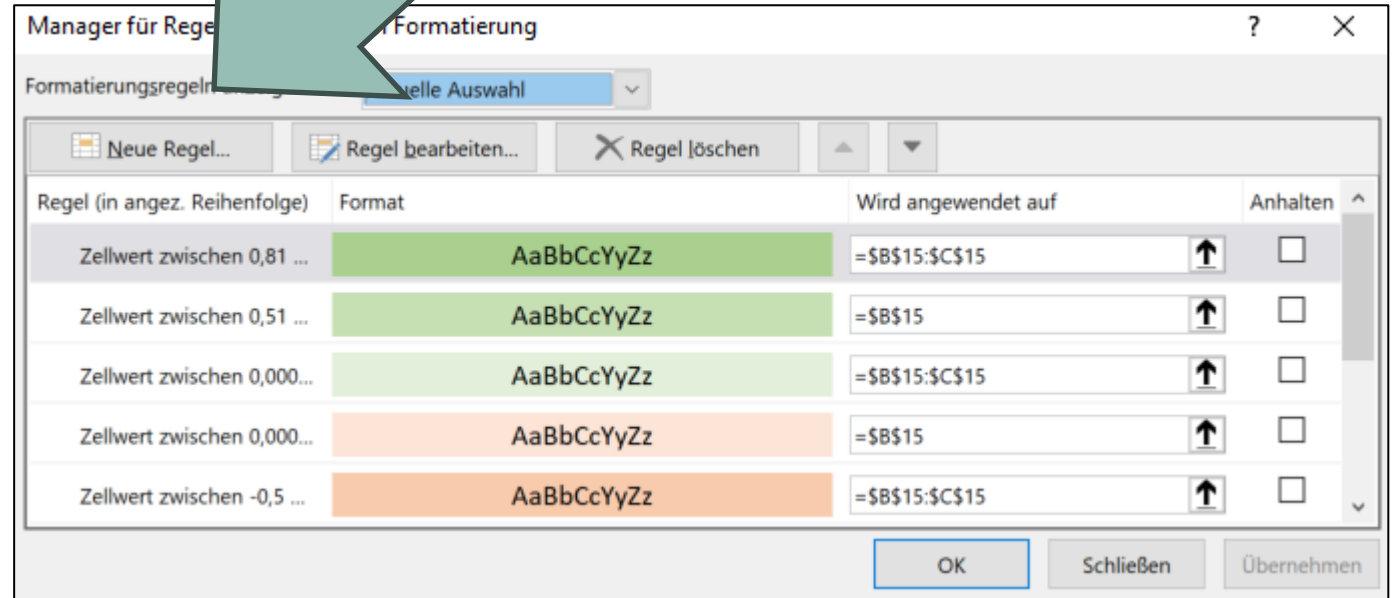 Manager für Rege Formatierung ?
Formatierungsregeln uelle Auswahl
Neue Regel... Regel bearbeiten... Regel löschen
Regel (in angez. Reihenfolge) Format Wird angewendet auf Anhalten
Zellwert zwischen 0,81 ... AaBbCcYyZz =$B$15:$C$15
Zellwert zwischen 0,51 ... AaBbCcYyZz =$B$15
Zellwert zwischen 0,000... AaBbCcYyZz =$B$15:$C$15
Zellwert zwischen 0,000... AaBbCcYyZz =$B$15
Zellwert zwischen -0,5 ... AaBbCcYyZz =$B$15:$C$15
OK Schließen Übernehmen